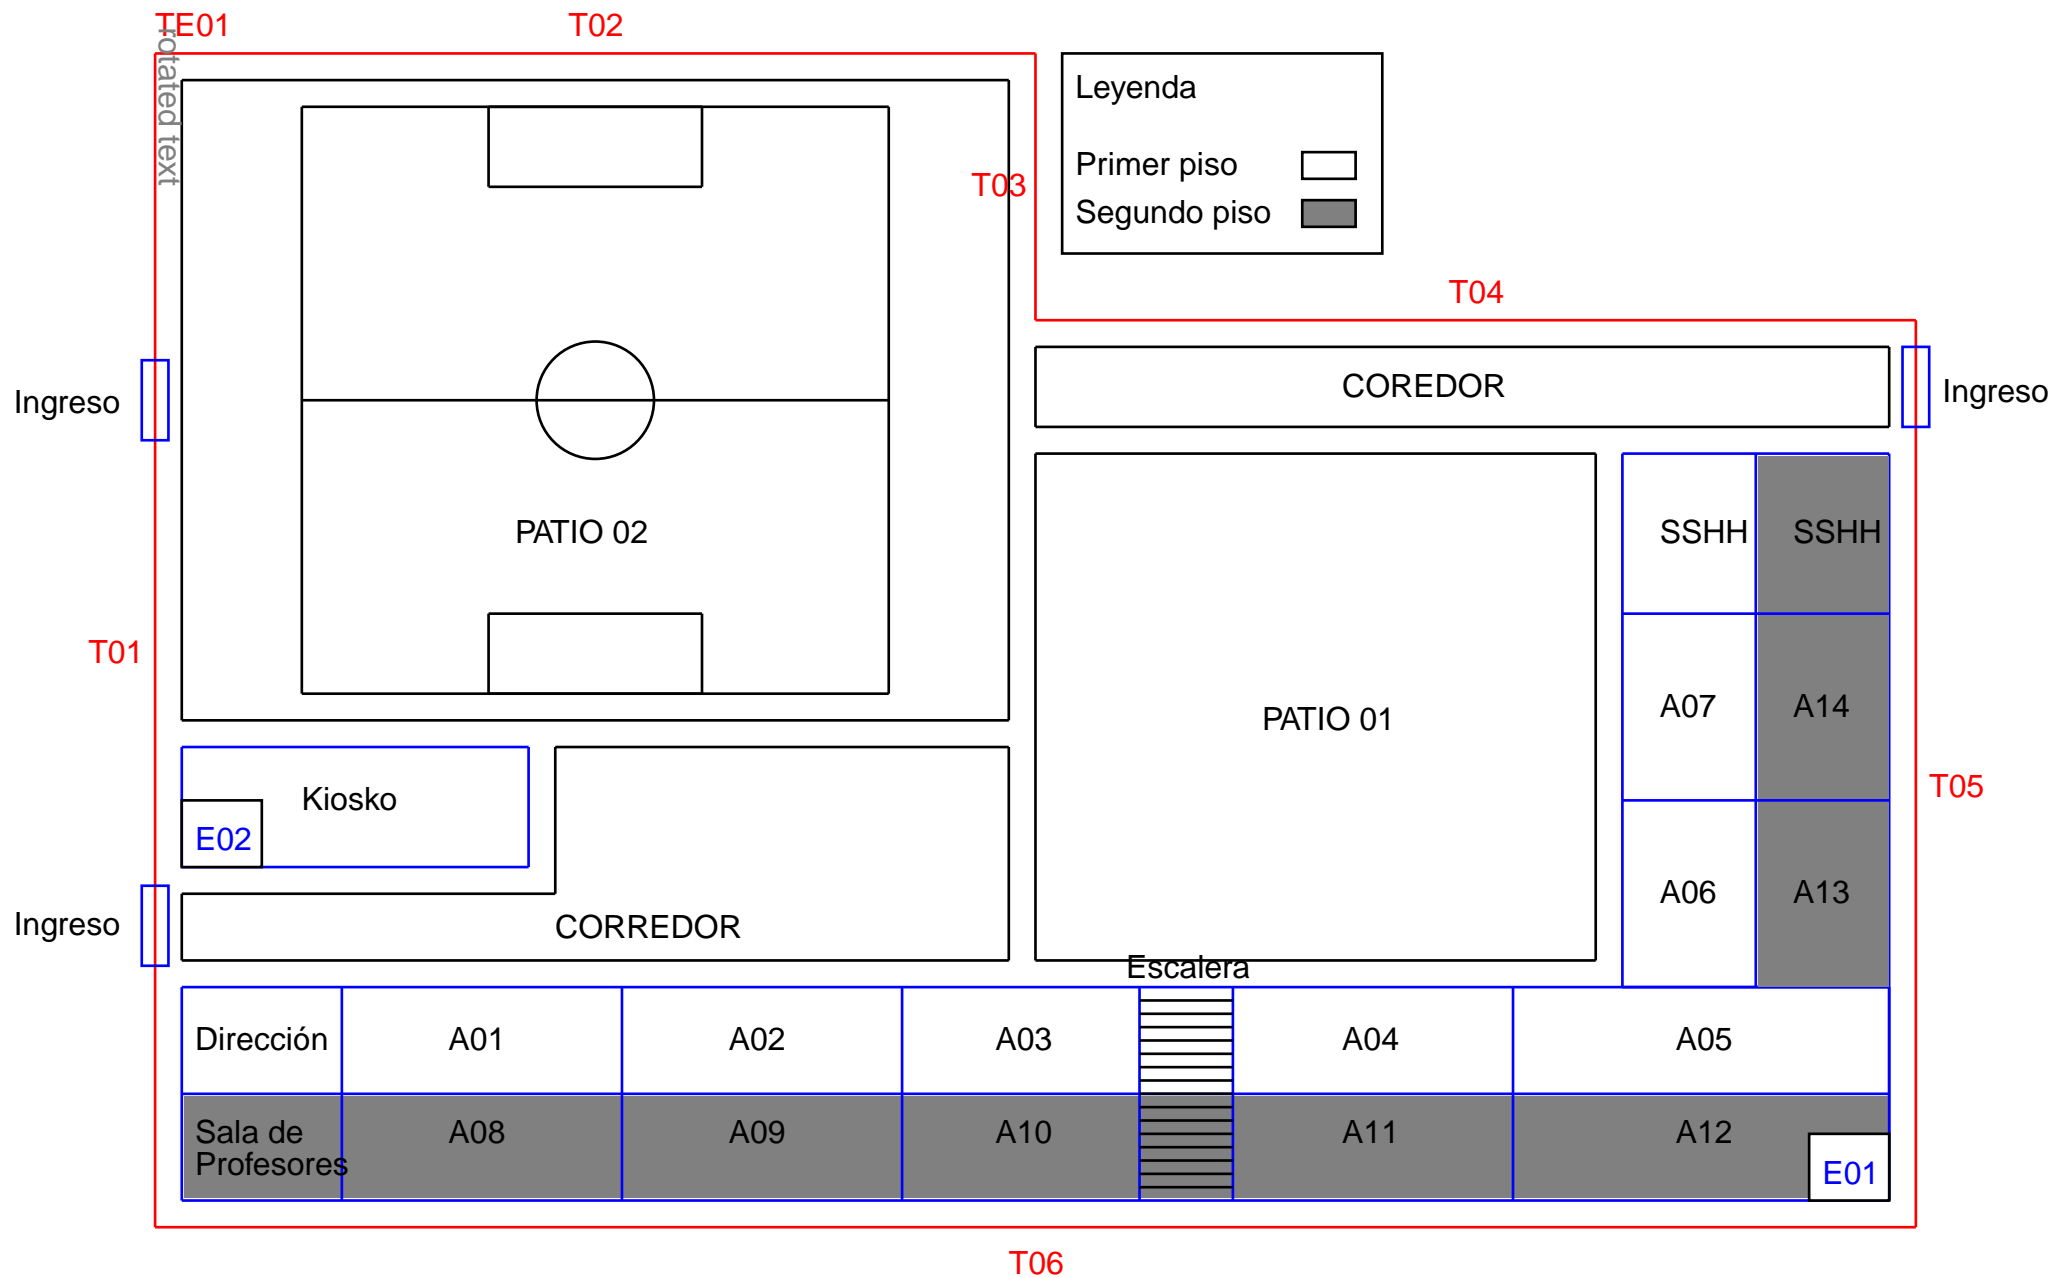 TE01
T02
rotated text
Leyenda
Primer piso
Segundo piso
T03
T04
Ingreso
COREDOR
Ingreso
PATIO 02
SSHH
SSHH
T01
A07
A14
PATIO 01
T05
Kiosko
E02
A06
A13
Ingreso
CORREDOR
Escalera
Dirección
A01
A02
A03
A04
A05
Sala de
Profesores
A08
A09
A10
A11
A12
E01
T06